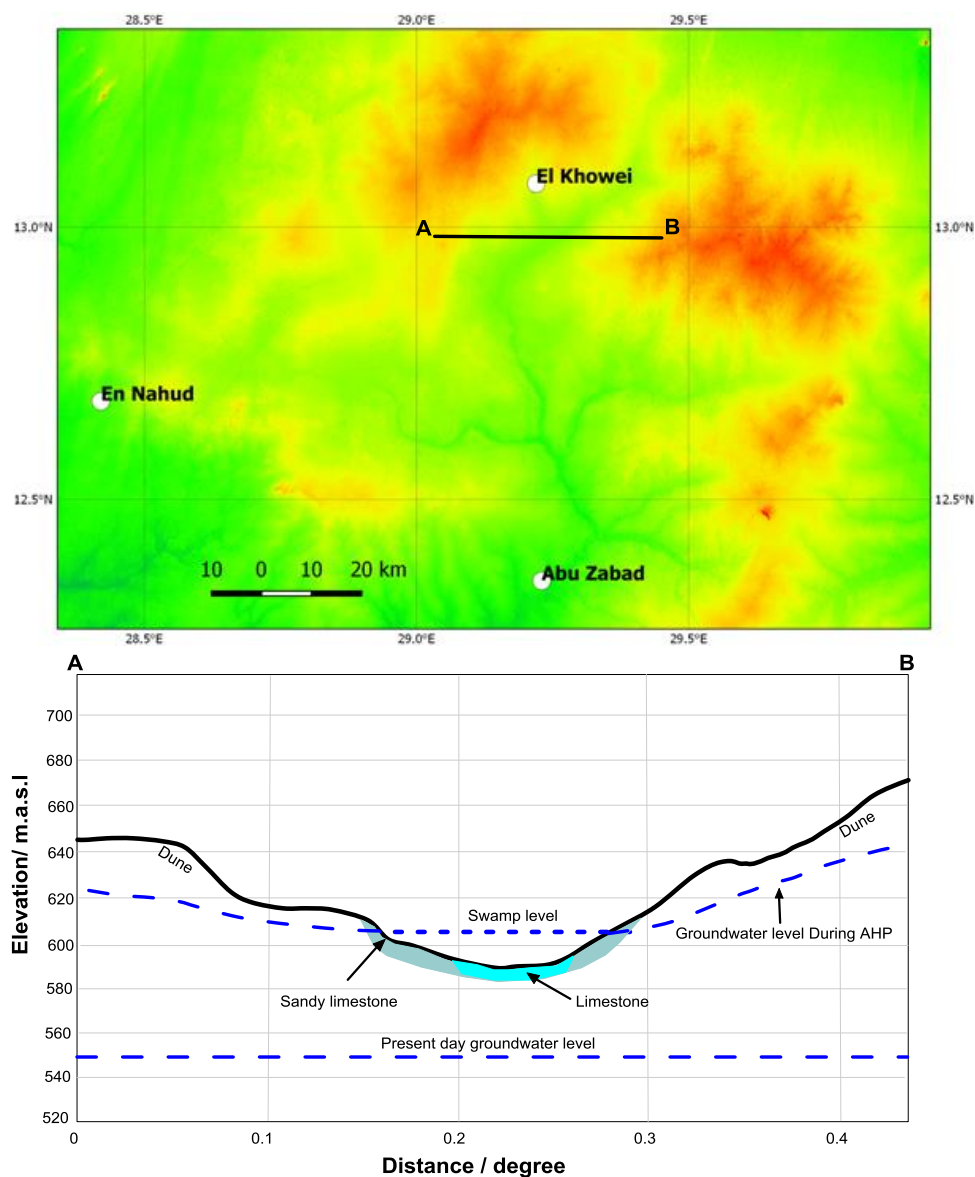 28.5°E 29.0°E 29.5°E
El Khowei
13.0°N A B 13.0°N
En Nahud
12.5°N 12.5°N
10 0 10 20 km
Abu Zabad
28.5°E 29.0°E 29.5°E
A B
700
680
660
Dune
640
Dune
620
Swamp level
Groundwater level During AHP
600
Sandy limestone
Limestone
580
560
Present day groundwater level
540
520
0 0.1 0.2 0.3 0.4
Elevation/ m.a.s.l
Distance / degree